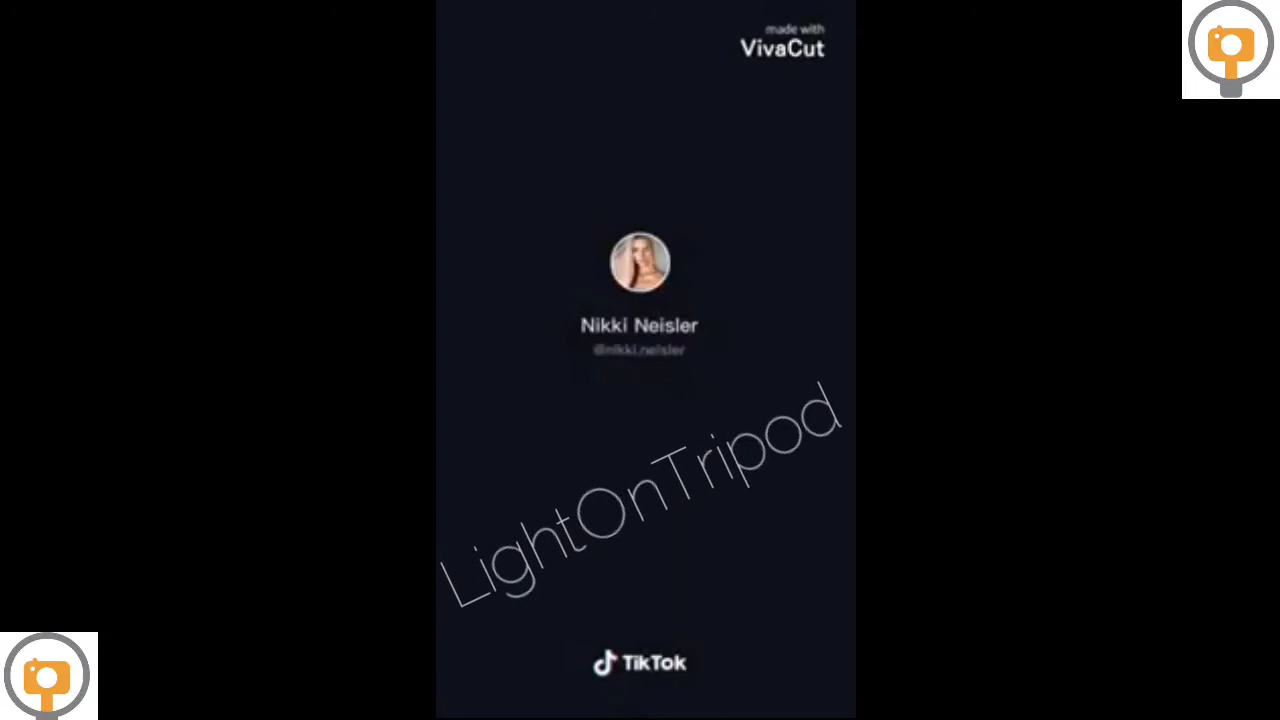 made with
VivaCut
Nikki Neisler
@nikki.neisler
LightOnTripod
TikTok